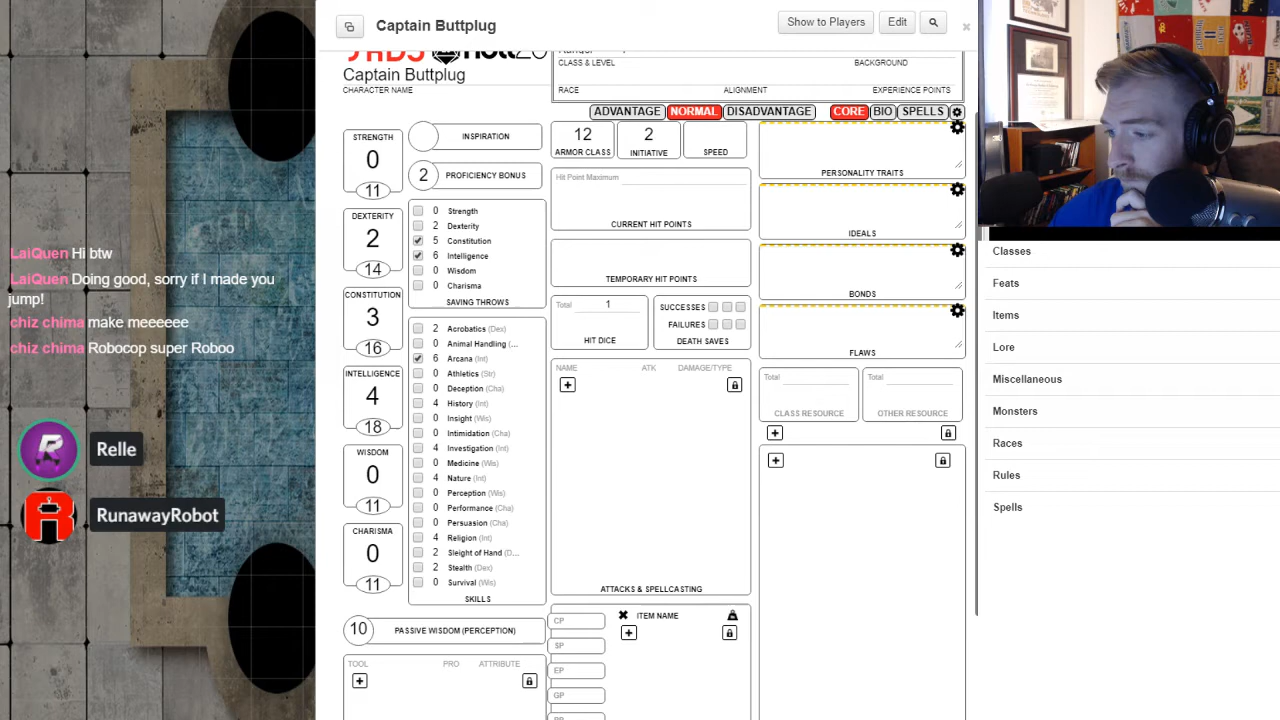 Captain Buttplug
Show to Players
Edit
Captain Buttplug
CHARACTER NAME
CLASS & LEVEL
BACKGROUND
RACE
ALIGNMENT
EXPERIENCE POINTS
ADVANTAGE
NORMAL
DISADVANTAGE
CORE
BIO
SPELLS
STRENGTH
0
11
DEXTERITY
2
14
CONSTITUTION
3
16
INTELLIGENCE
4
18
WISDOM
0
11
CHARISMA
0
11
INSPIRATION
2
PROFICIENCY BONUS
0 Strength
2 Dexterity
5 Constitution
6 Intelligence
0 Wisdom
0 Charisma
SAVING THROWS
2 Acrobatics (Dex)
0 Animal Handling (...
6 Arcana (Int)
0 Athletics (Str)
0 Deception (Cha)
4 History (Int)
0 Insight (Wis)
0 Intimidation (Cha)
4 Investigation (Int)
0 Medicine (Wis)
4 Nature (Int)
0 Perception (Wis)
0 Performance (Cha)
0 Persuasion (Cha)
4 Religion (Int)
2 Sleight of Hand (D...
2 Stealth (Dex)
0 Survival (Wis)
SKILLS
10 PASSIVE WISDOM (PERCEPTION)
TOOL PRO ATTRIBUTE
12
ARMOR CLASS
2
INITIATIVE
SPEED
Hit Point Maximum
CURRENT HIT POINTS
TEMPORARY HIT POINTS
Total 1
HIT DICE
SUCCESSES
FAILURES
DEATH SAVES
NAME ATK DAMAGE/TYPE
ATTACKS & SPELLCASTING
CP
SP
EP
GP
ITEM NAME
PERSONALITY TRAITS
IDEALS
BONDS
FLAWS
Total
CLASS RESOURCE
Total
OTHER RESOURCE
Classes
Feats
Items
Lore
Miscellaneous
Monsters
Races
Rules
Spells
LaiQuen Hi btw
LaiQuen Doing good, sorry if I made you
jump!
chiz chima make meeeeee
chiz chima Robocop super Roboo
R
Relle
RunawayRobot